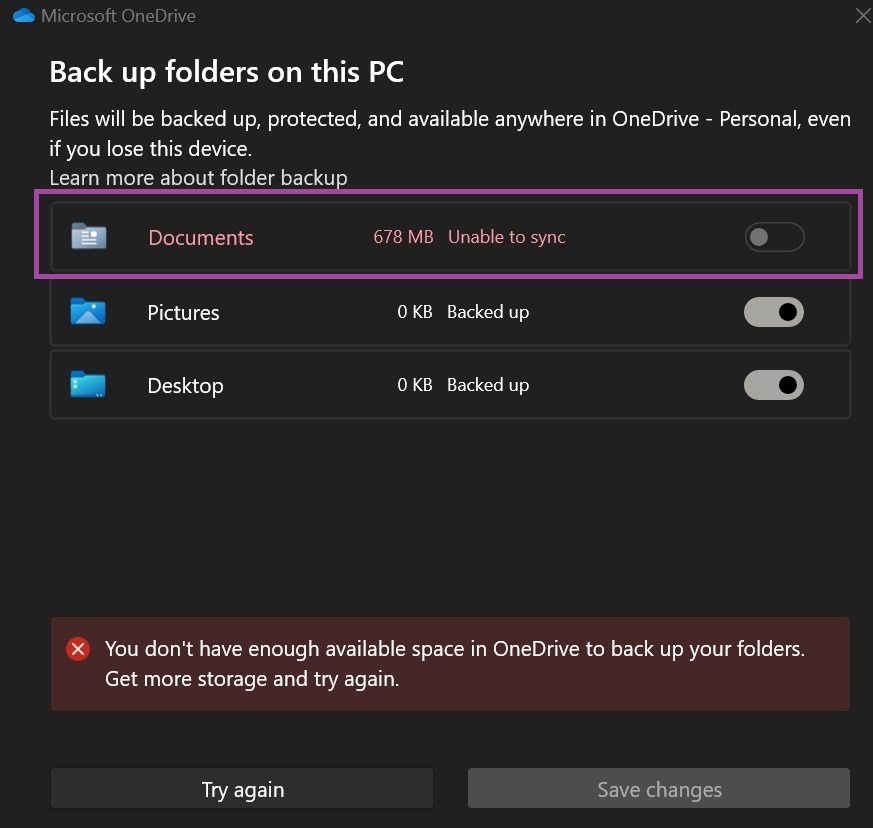 Microsoft OneDrive
Back up folders on this PC
Files will be backed up, protected, and available anywhere in OneDrive - Personal, even
if you lose this device.
Learn more about folder backup
Documents 678 MB Unable to sync
Pictures 0 KB Backed up
Desktop 0 KB Backed up
You don't have enough available space in OneDrive to back up your folders.
Get more storage and try again.
Try again Save changes